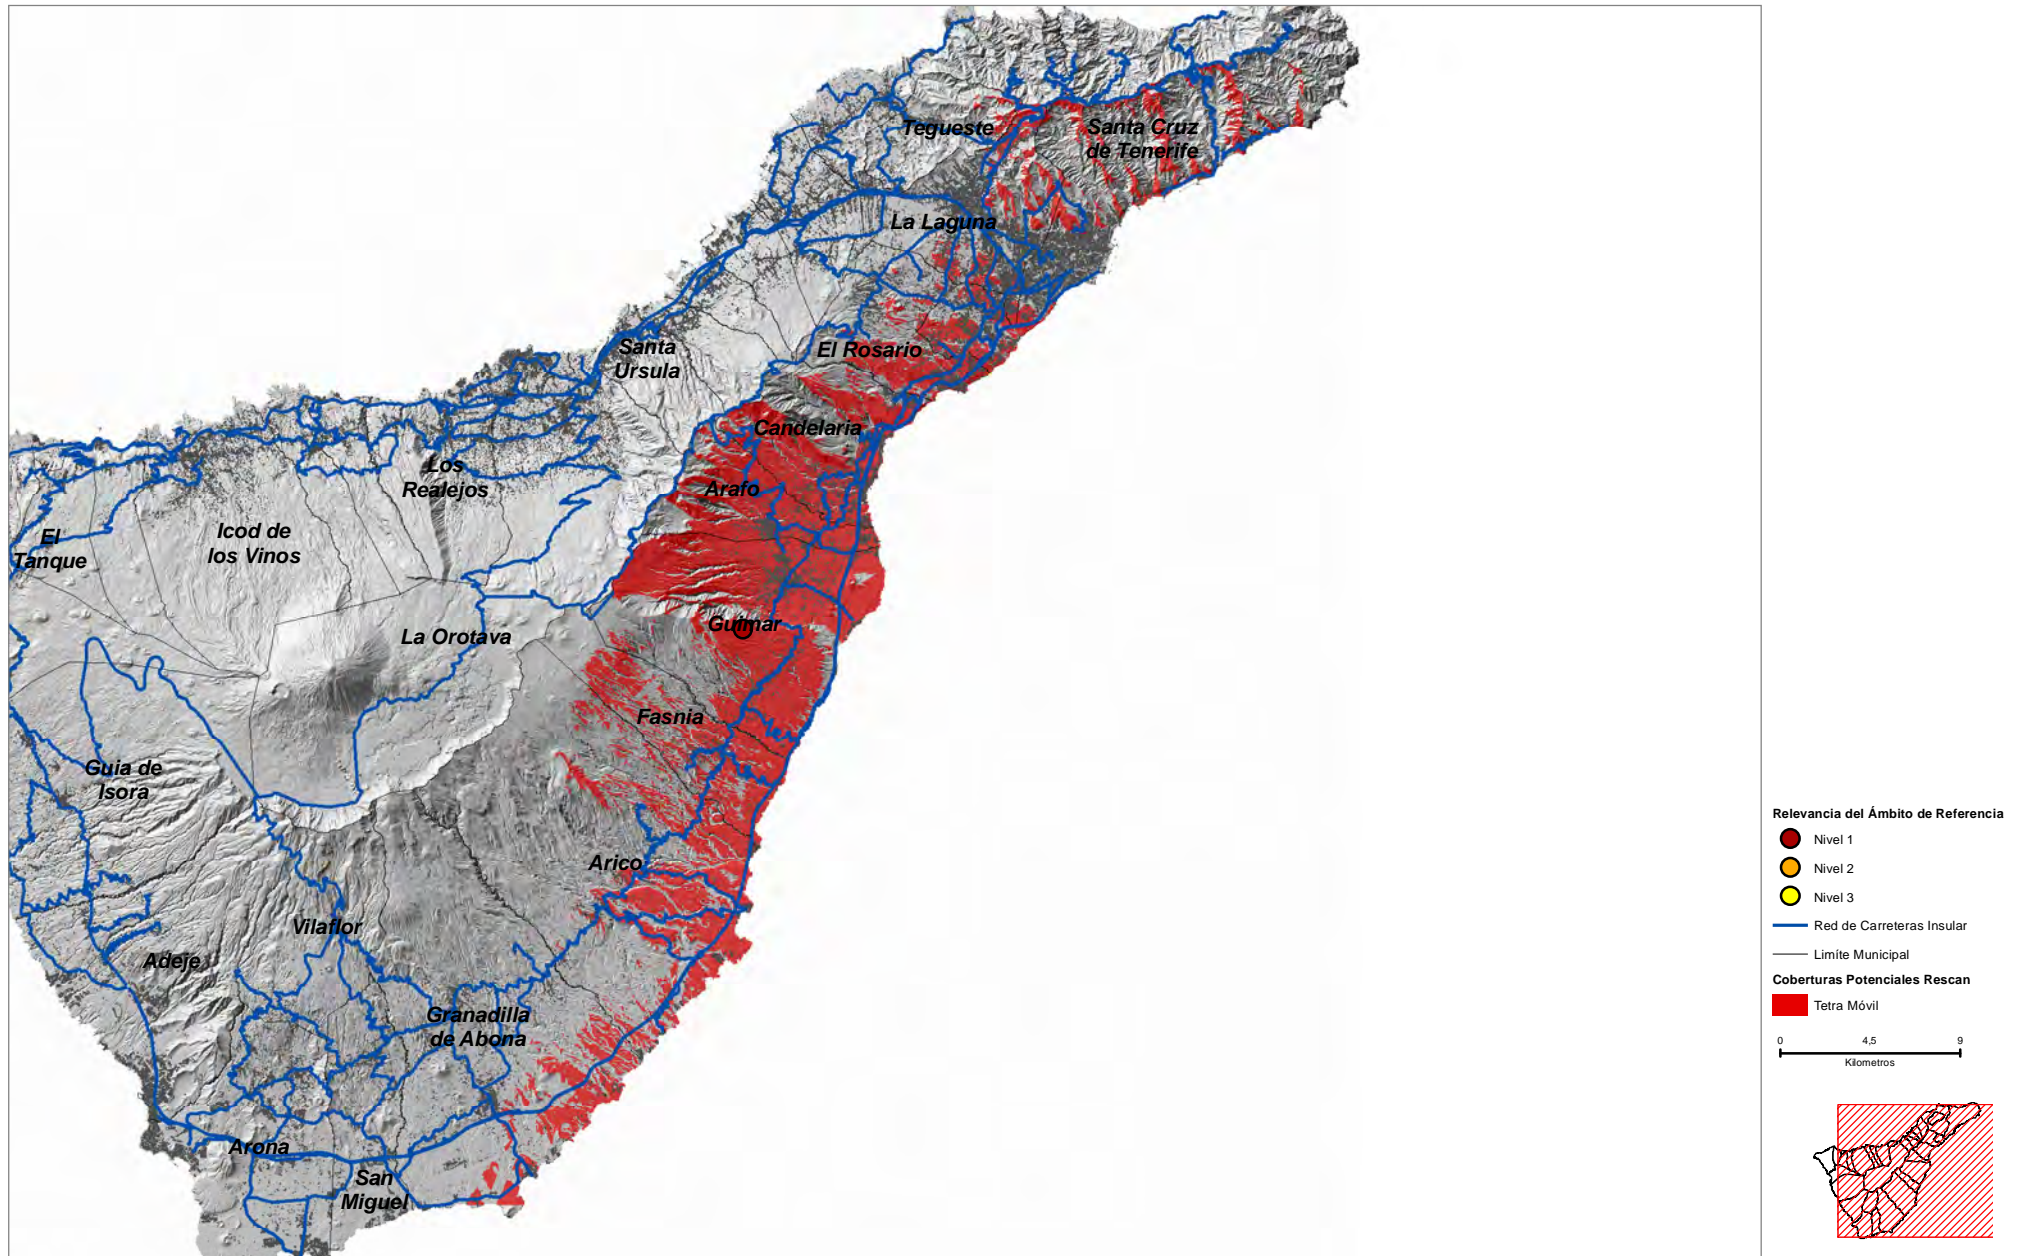 Tegueste
Santa Cruz
de Tenerife
La Laguna
Santa
Ursula
El Rosario
Candelaria
Los
Realejos
Arafo
El
Tanque
Icod de
los Vinos
La Orotava
Guimar
Fasnia
Guia de
Isora
Arico
Vilaflor
Adeje
Granadilla
de Abona
Arona
San
Miguel
Relevancia del Ámbito de Referencia
Nivel 1
Nivel 2
Nivel 3
Red de Carreteras Insular
Limíte Municipal
Coberturas Potenciales Rescan
Tetra Móvil
0 4,5 9
Kilometros